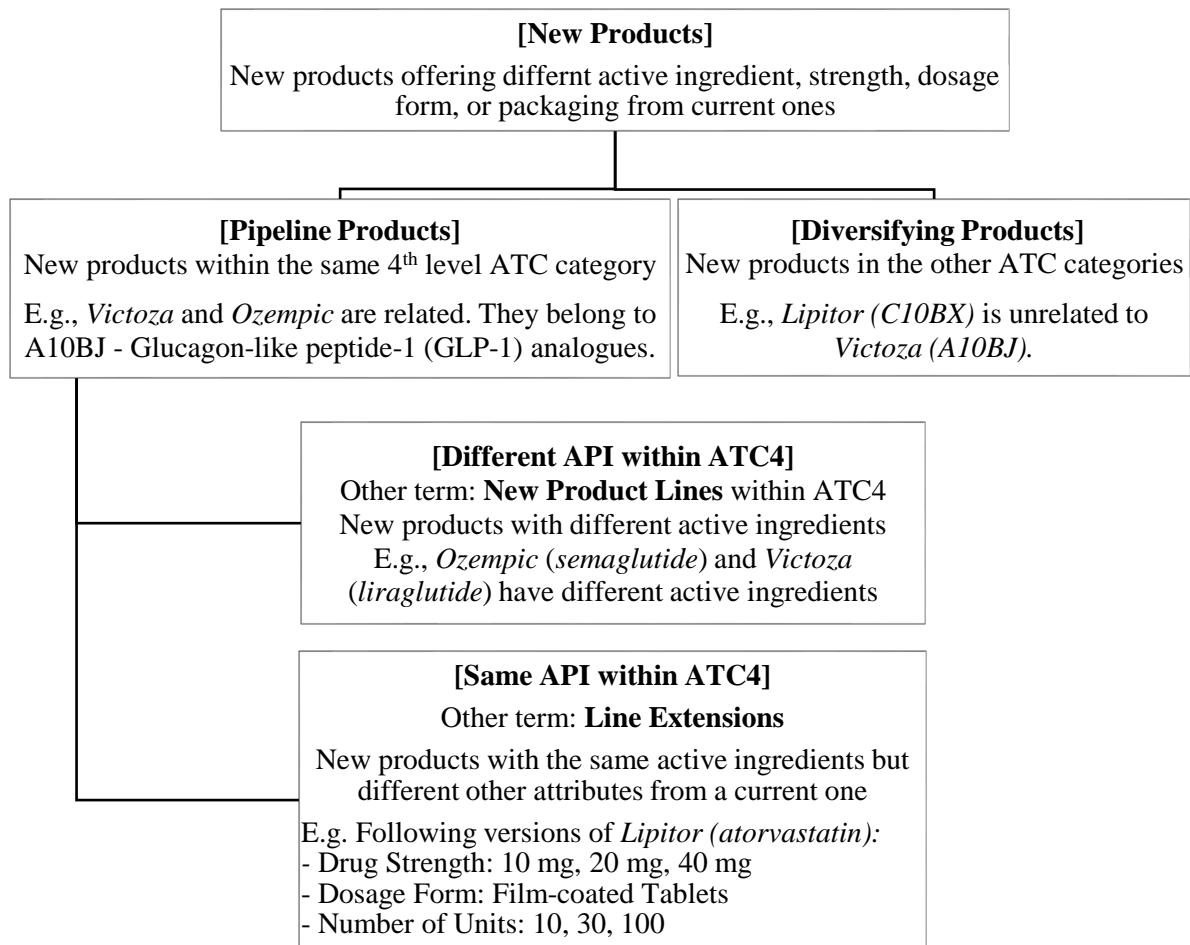 [New Products]
New products offering differnt active ingredient, strength, dosage
form, or packaging from current ones
[Pipeline Products]
New products within the same 4th level ATC category
E.g., Victoza and Ozempic are related. They belong to
A10BJ - Glucagon-like peptide-1 (GLP-1) analogues.
[Diversifying Products]
New products in the other ATC categories
E.g., Lipitor (C10BX) is unrelated to
Victoza (A10BJ).
[Different API within ATC4]
Other term: New Product Lines within ATC4
New products with different active ingredients
E.g., Ozempic (semaglutide) and Victoza
(liraglutide) have different active ingredients
[Same API within ATC4]
Other term: Line Extensions
New products with the same active ingredients but
different other attributes from a current one
E.g. Following versions of Lipitor (atorvastatin):
- Drug Strength: 10 mg, 20 mg, 40 mg
- Dosage Form: Film-coated Tablets
- Number of Units: 10, 30, 100